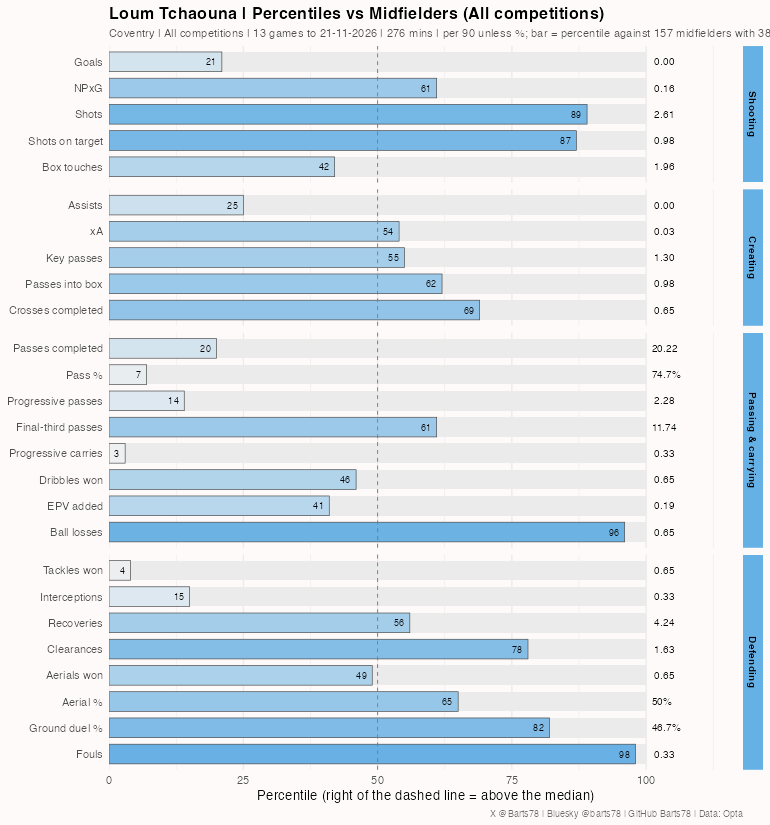 Loum Tchaouna | Percentiles vs Midfielders (All competitions)
Coventry | All competitions | 13 games to 21-11-2026 | 276 mins | per 90 unless %; bar = percentile against 157 midfielders with 38
Goals 21 0.00
NPxG 61 0.16
Shots 89 2.61
Shots on target 87 0.98
Box touches 42 1.96
Shooting
Assists 25 0.00
xA 54 0.03
Key passes 55 1.30
Passes into box 62 0.98
Crosses completed 69 0.65
Creating
Passes completed 20 20.22
Pass % 7 74.7%
Progressive passes 14 2.28
Final-third passes 61 11.74
Progressive carries 3 0.33
Dribbles won 46 0.65
EPV added 41 0.19
Ball losses 96 0.65
Passing & carrying
Tackles won 4 0.65
Interceptions 15 0.33
Recoveries 56 4.24
Clearances 78 1.63
Aerials won 49 0.65
Aerial % 65 50%
Ground duel % 82 46.7%
Fouls 98 0.33
Defending
0 25 50 75 100
Percentile (right of the dashed line = above the median)
X @Barts78 | Bluesky @barts78 | GitHub Barts78 | Data: Opta